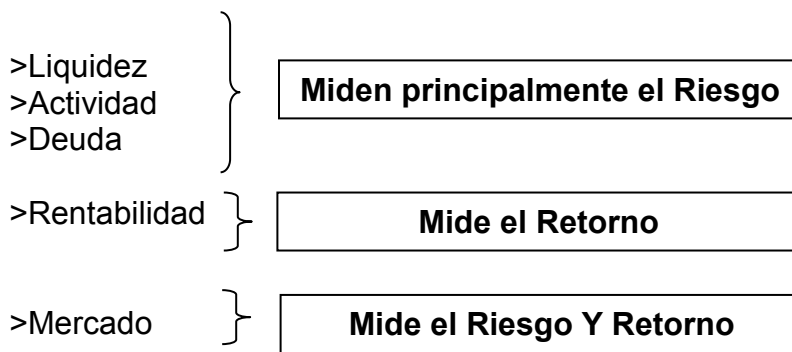 >Liquidez
>Actividad
>Deuda
Miden principalmente el Riesgo
>Rentabilidad
Mide el Retorno
>Mercado
Mide el Riesgo Y Retorno